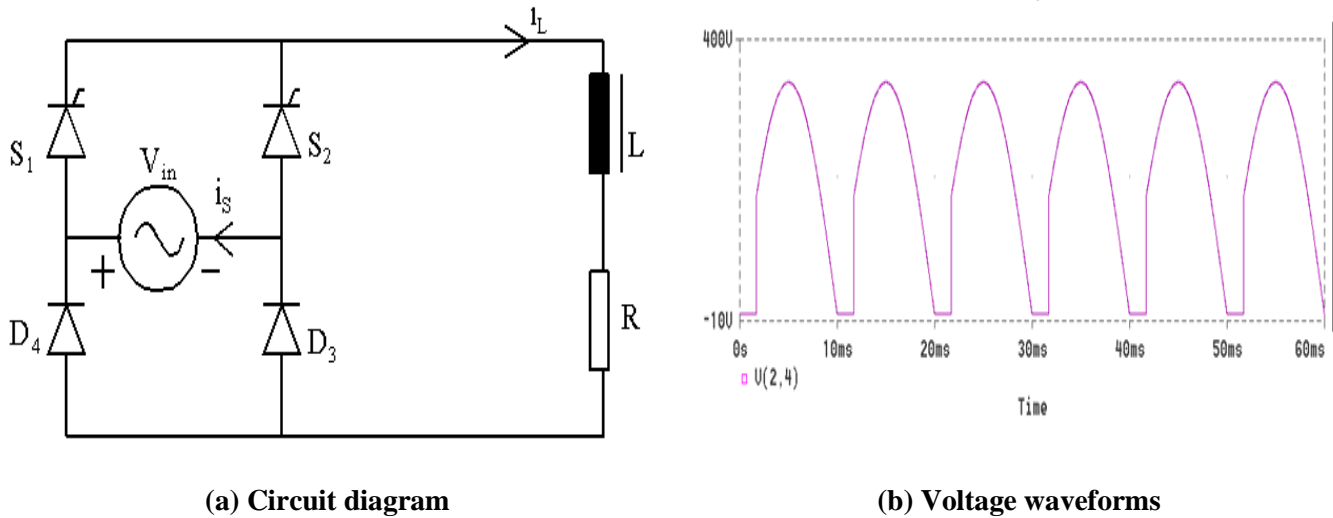 i_L
S_1
V_in
S_2
L
i_S
+
-
D_4
D_3
R
(a) Circuit diagram
400V
-10V
0s 10ms 20ms 30ms 40ms 50ms 60ms
V(2,4)
Time
(b) Voltage waveforms